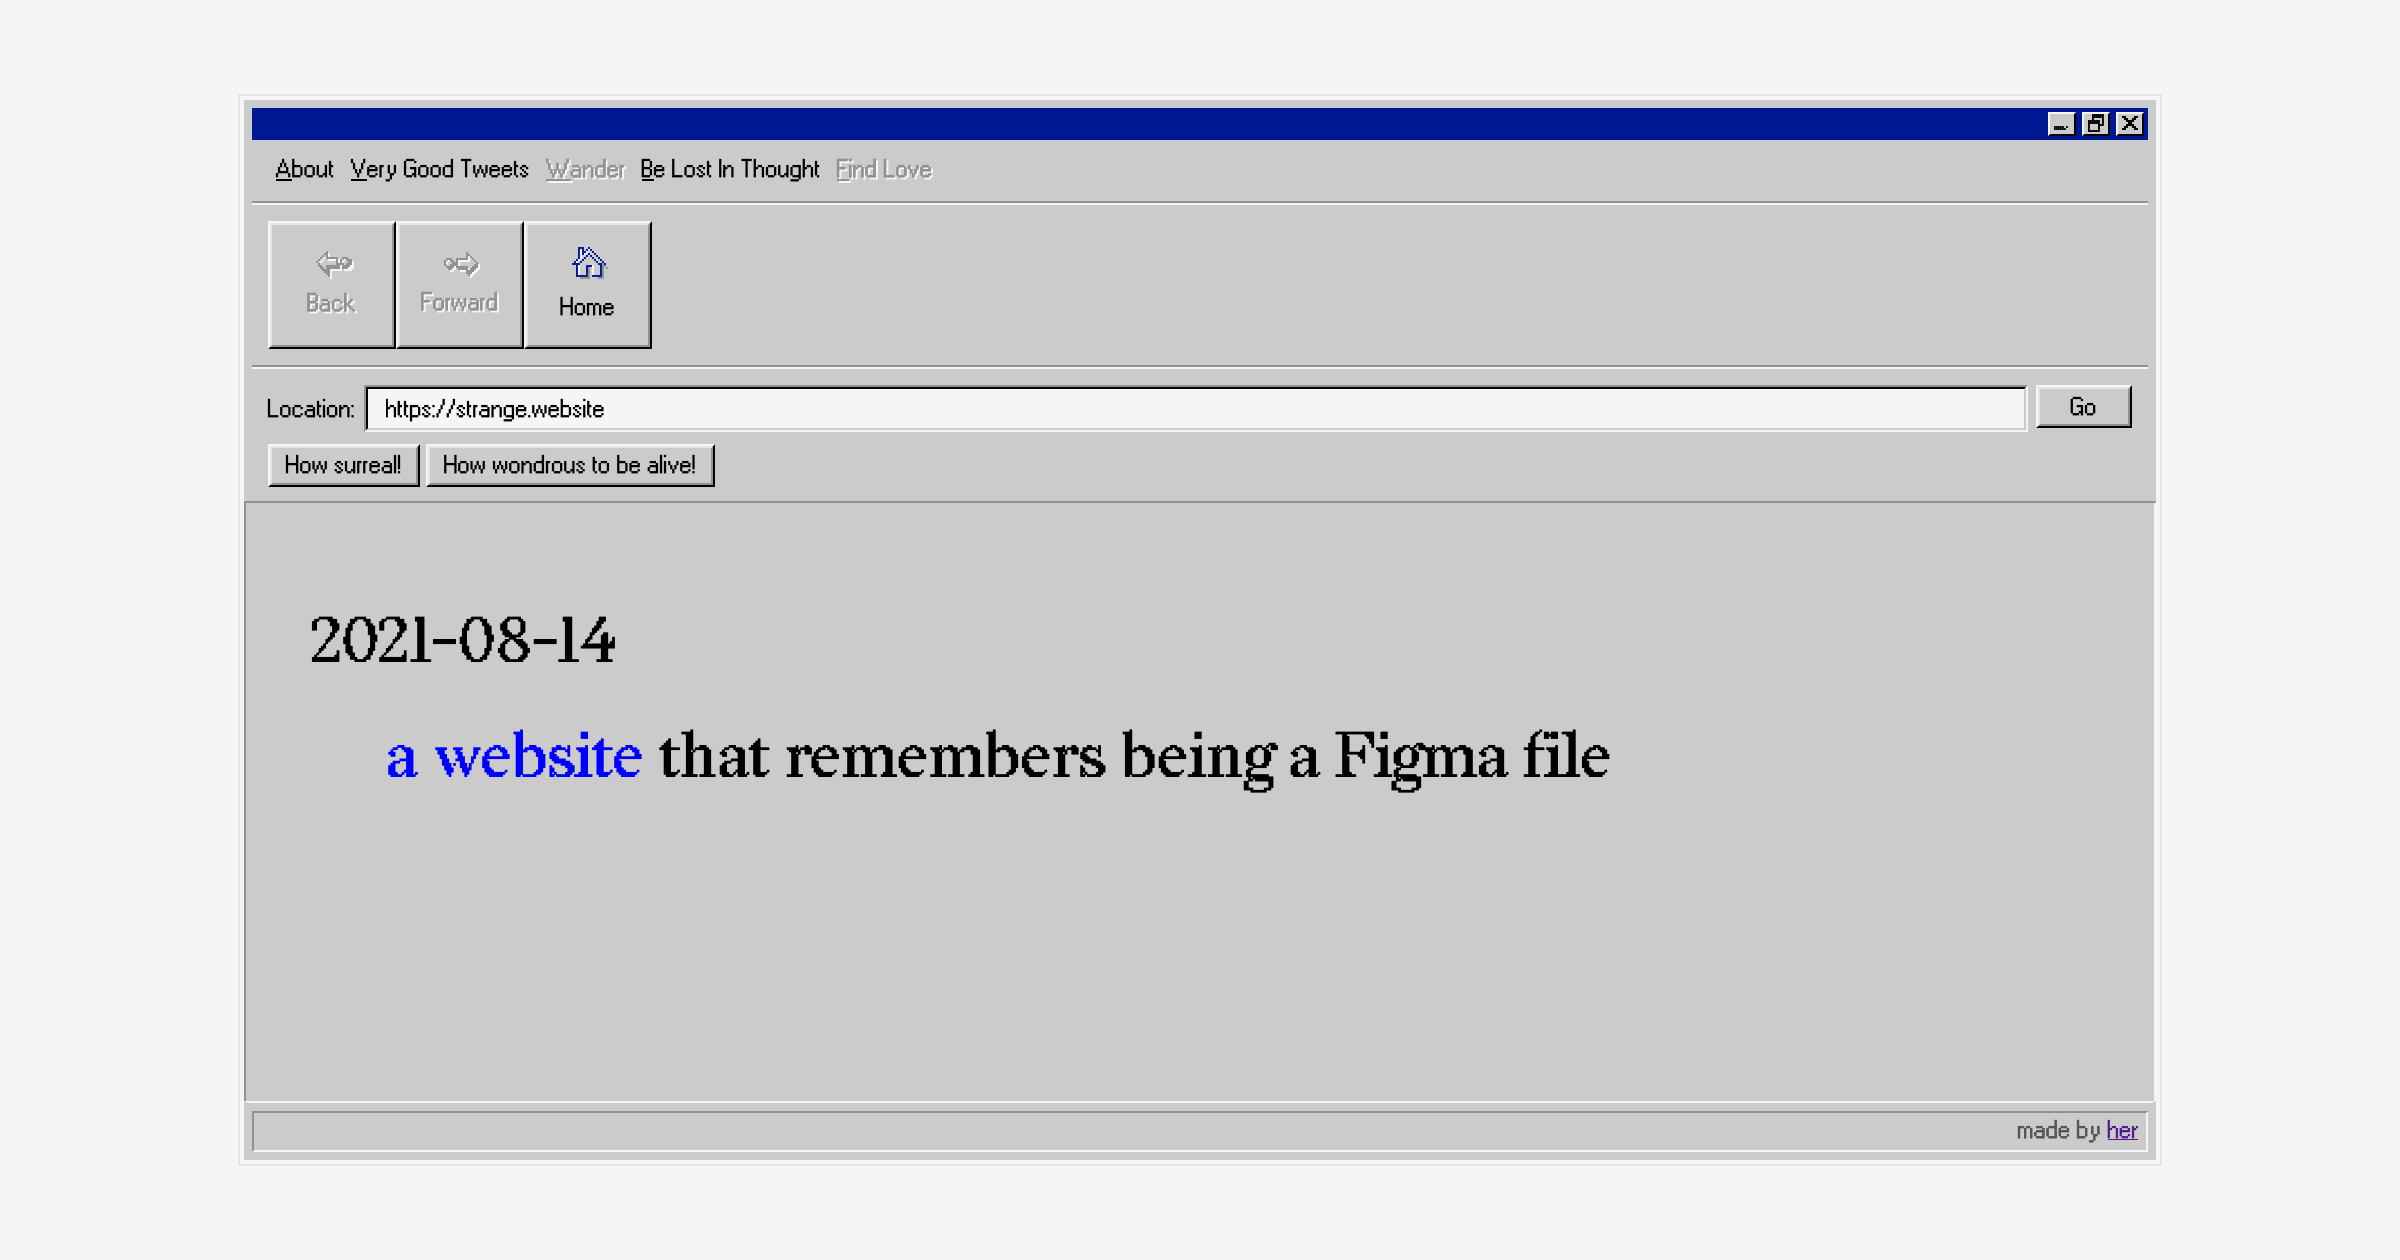 About Very Good Tweets Wander Be Lost In Thought Find Love
Back Forward Home
Location: https://strange.website Go
How surreal! How wondrous to be alive!
2021-08-14
a website that remembers being a Figma file
made by her